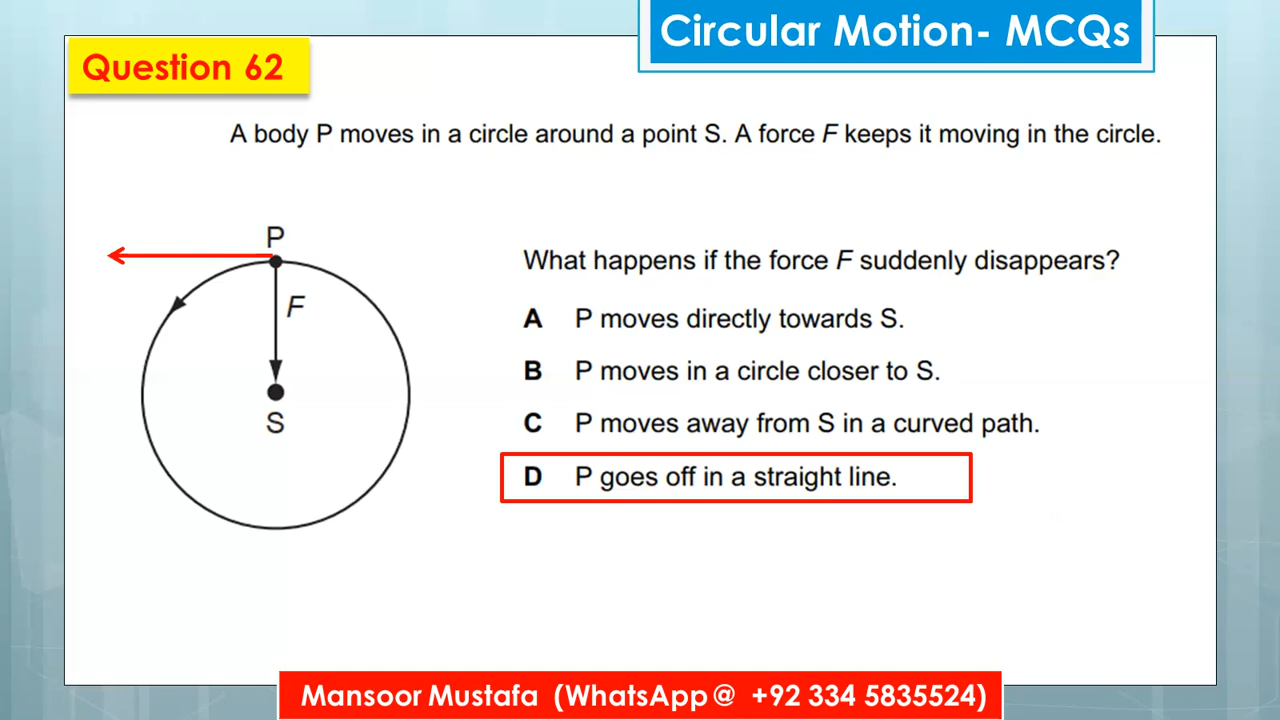 Circular Motion- MCQs
Question 62
A body P moves in a circle around a point S. A force F keeps it moving in the circle.
P
F
S
What happens if the force F suddenly disappears?
A P moves directly towards S.
B P moves in a circle closer to S.
C P moves away from S in a curved path.
D P goes off in a straight line.
Mansoor Mustafa (WhatsApp@ +92 334 5835524)